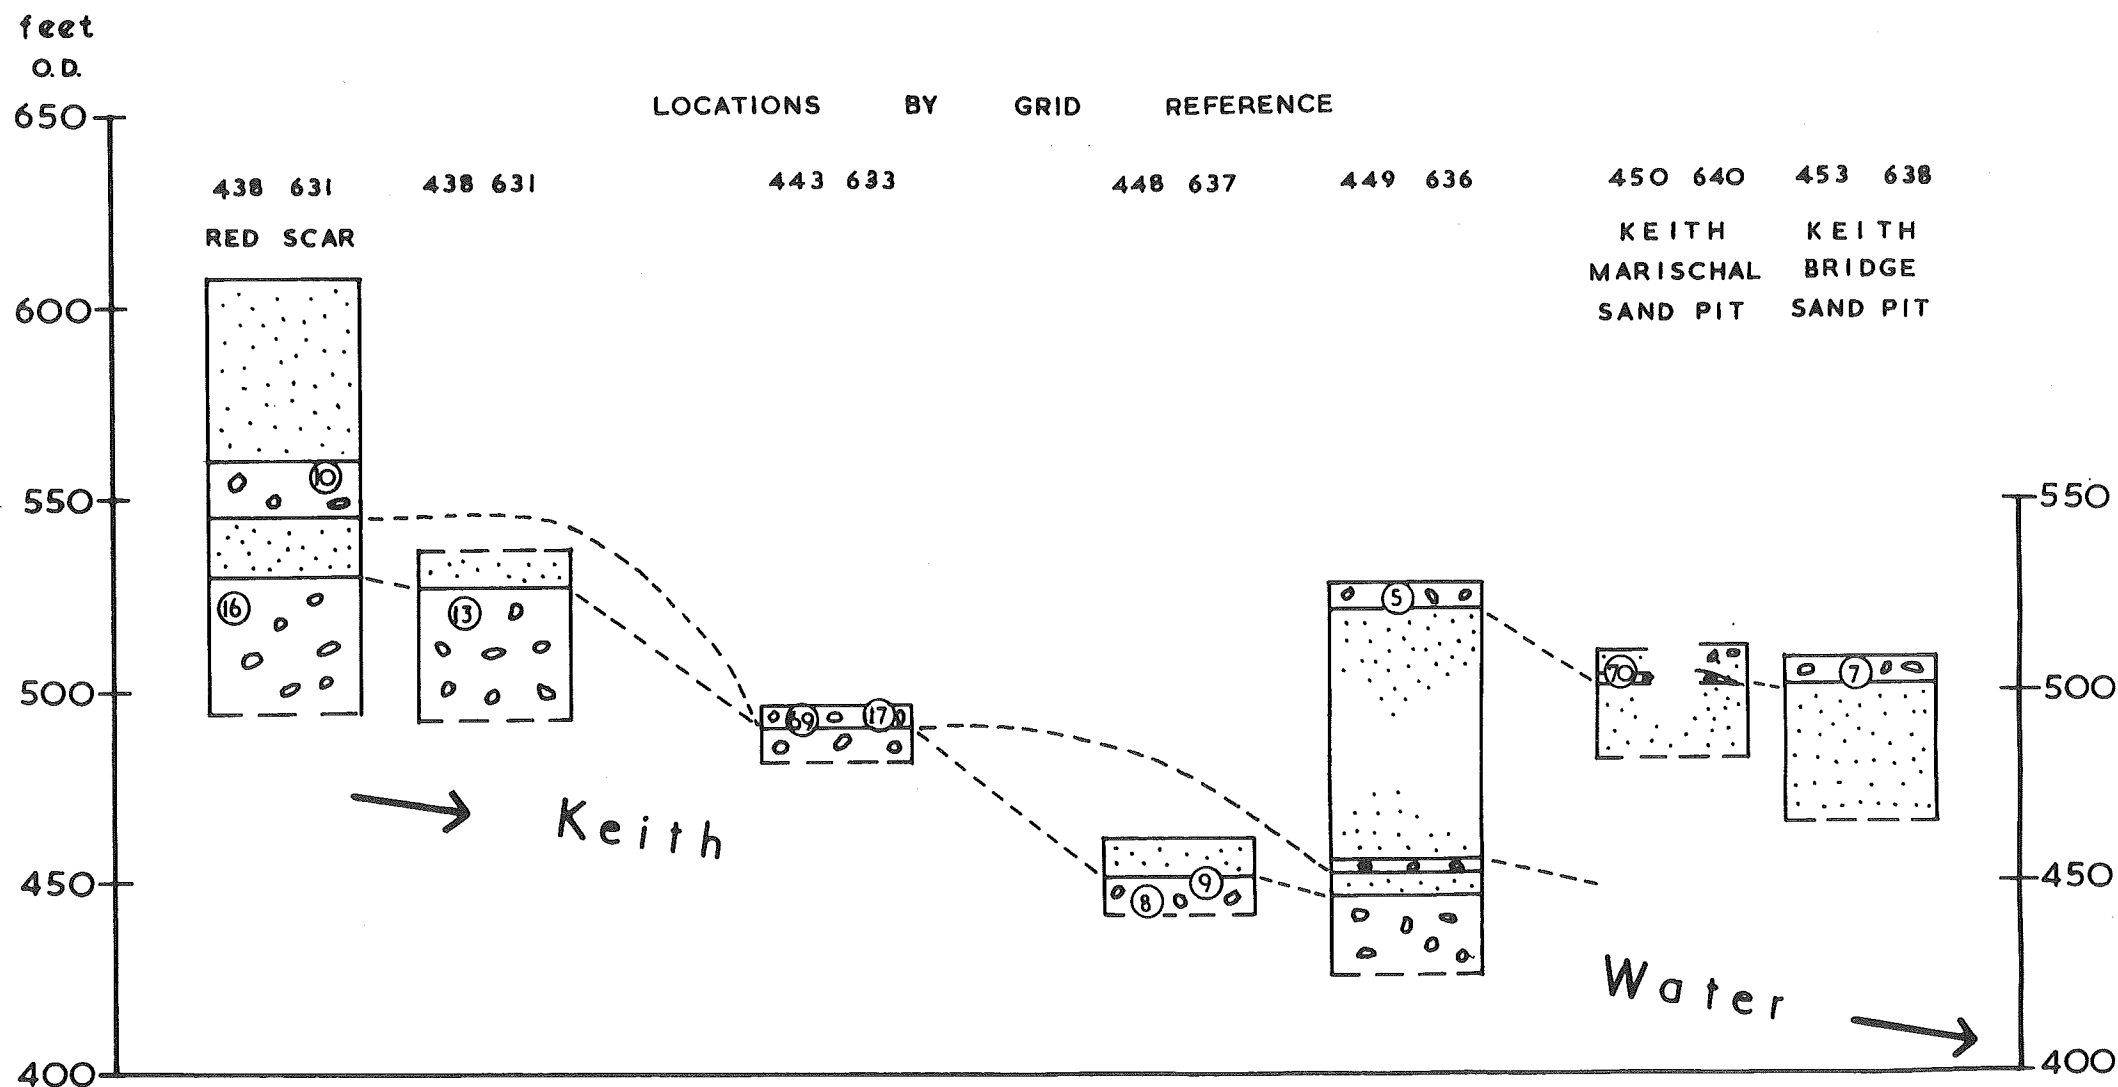 feet
O.D.
LOCATIONS BY GRID REFERENCE
650
600
550
500
450
400
438 631
RED SCAR
438 631
443 633
448 637
449 636
450 640
KEITH
MARISCHAL
SAND PIT
453 638
KEITH
BRIDGE
SAND PIT
10
16
13
69
17
8
9
5
70
7
Keith
Water
550
500
450
400